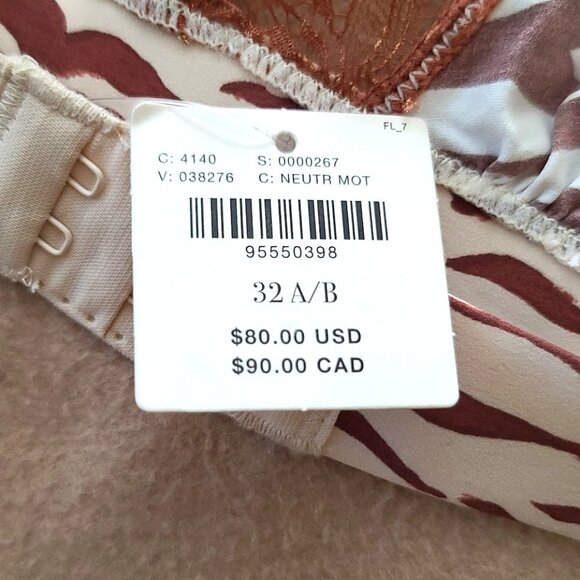 FL_7
C: 4140 S: 0000267
V: 038276 C: NEUTR MOT
95550398
32 A/B
$80.00 USD
$90.00 CAD